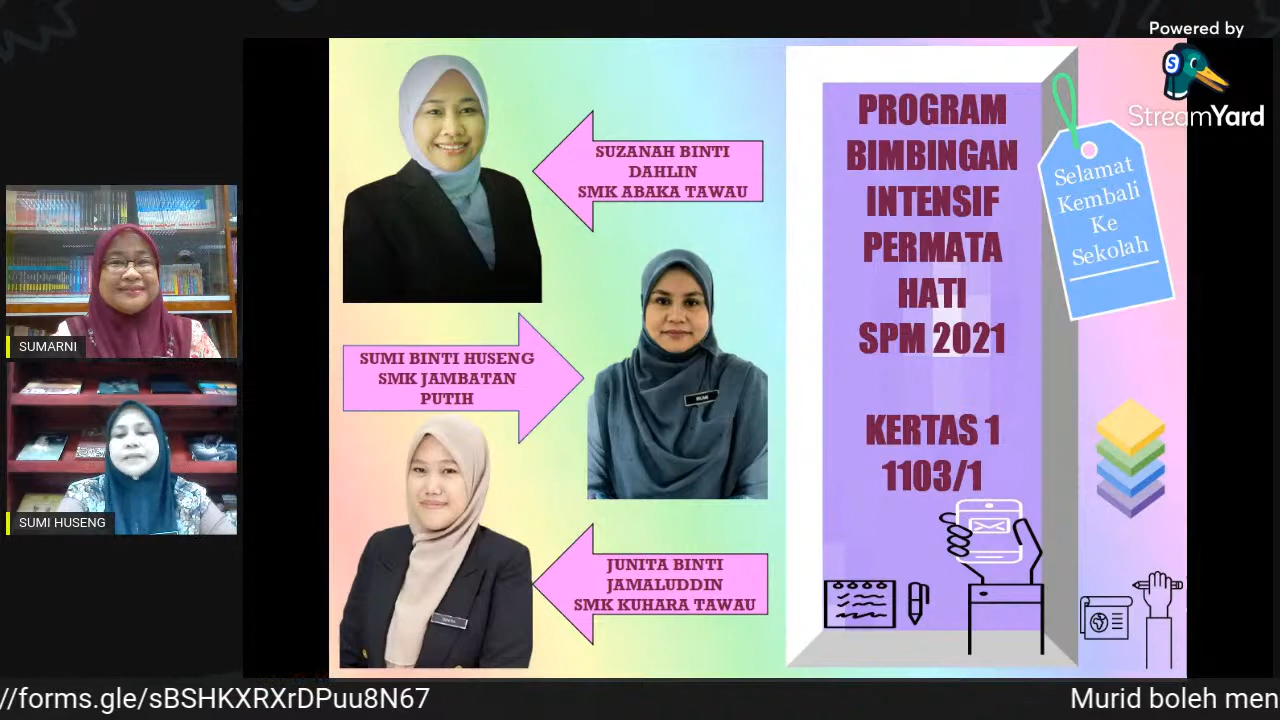 Powered by
StreamYard
SUZANAH BINTI
DAHLIN
SMK ABAKA TAWAU
SUMI BINTI HUSENG
SMK JAMBATAN
PUTIH
JUNITA BINTI
JAMALUDDIN
SMK KUHARA TAWAU
PROGRAM
BIMBINGAN
INTENSIF
PERMATA
HATI
SPM 2021
KERTAS 1
1103/1
Selamat
Kembali
Ke
Sekolah
SUMARNI
SUMI HUSENG
//forms.gle/sBSHKXRXrDPuu8N67
Murid boleh men